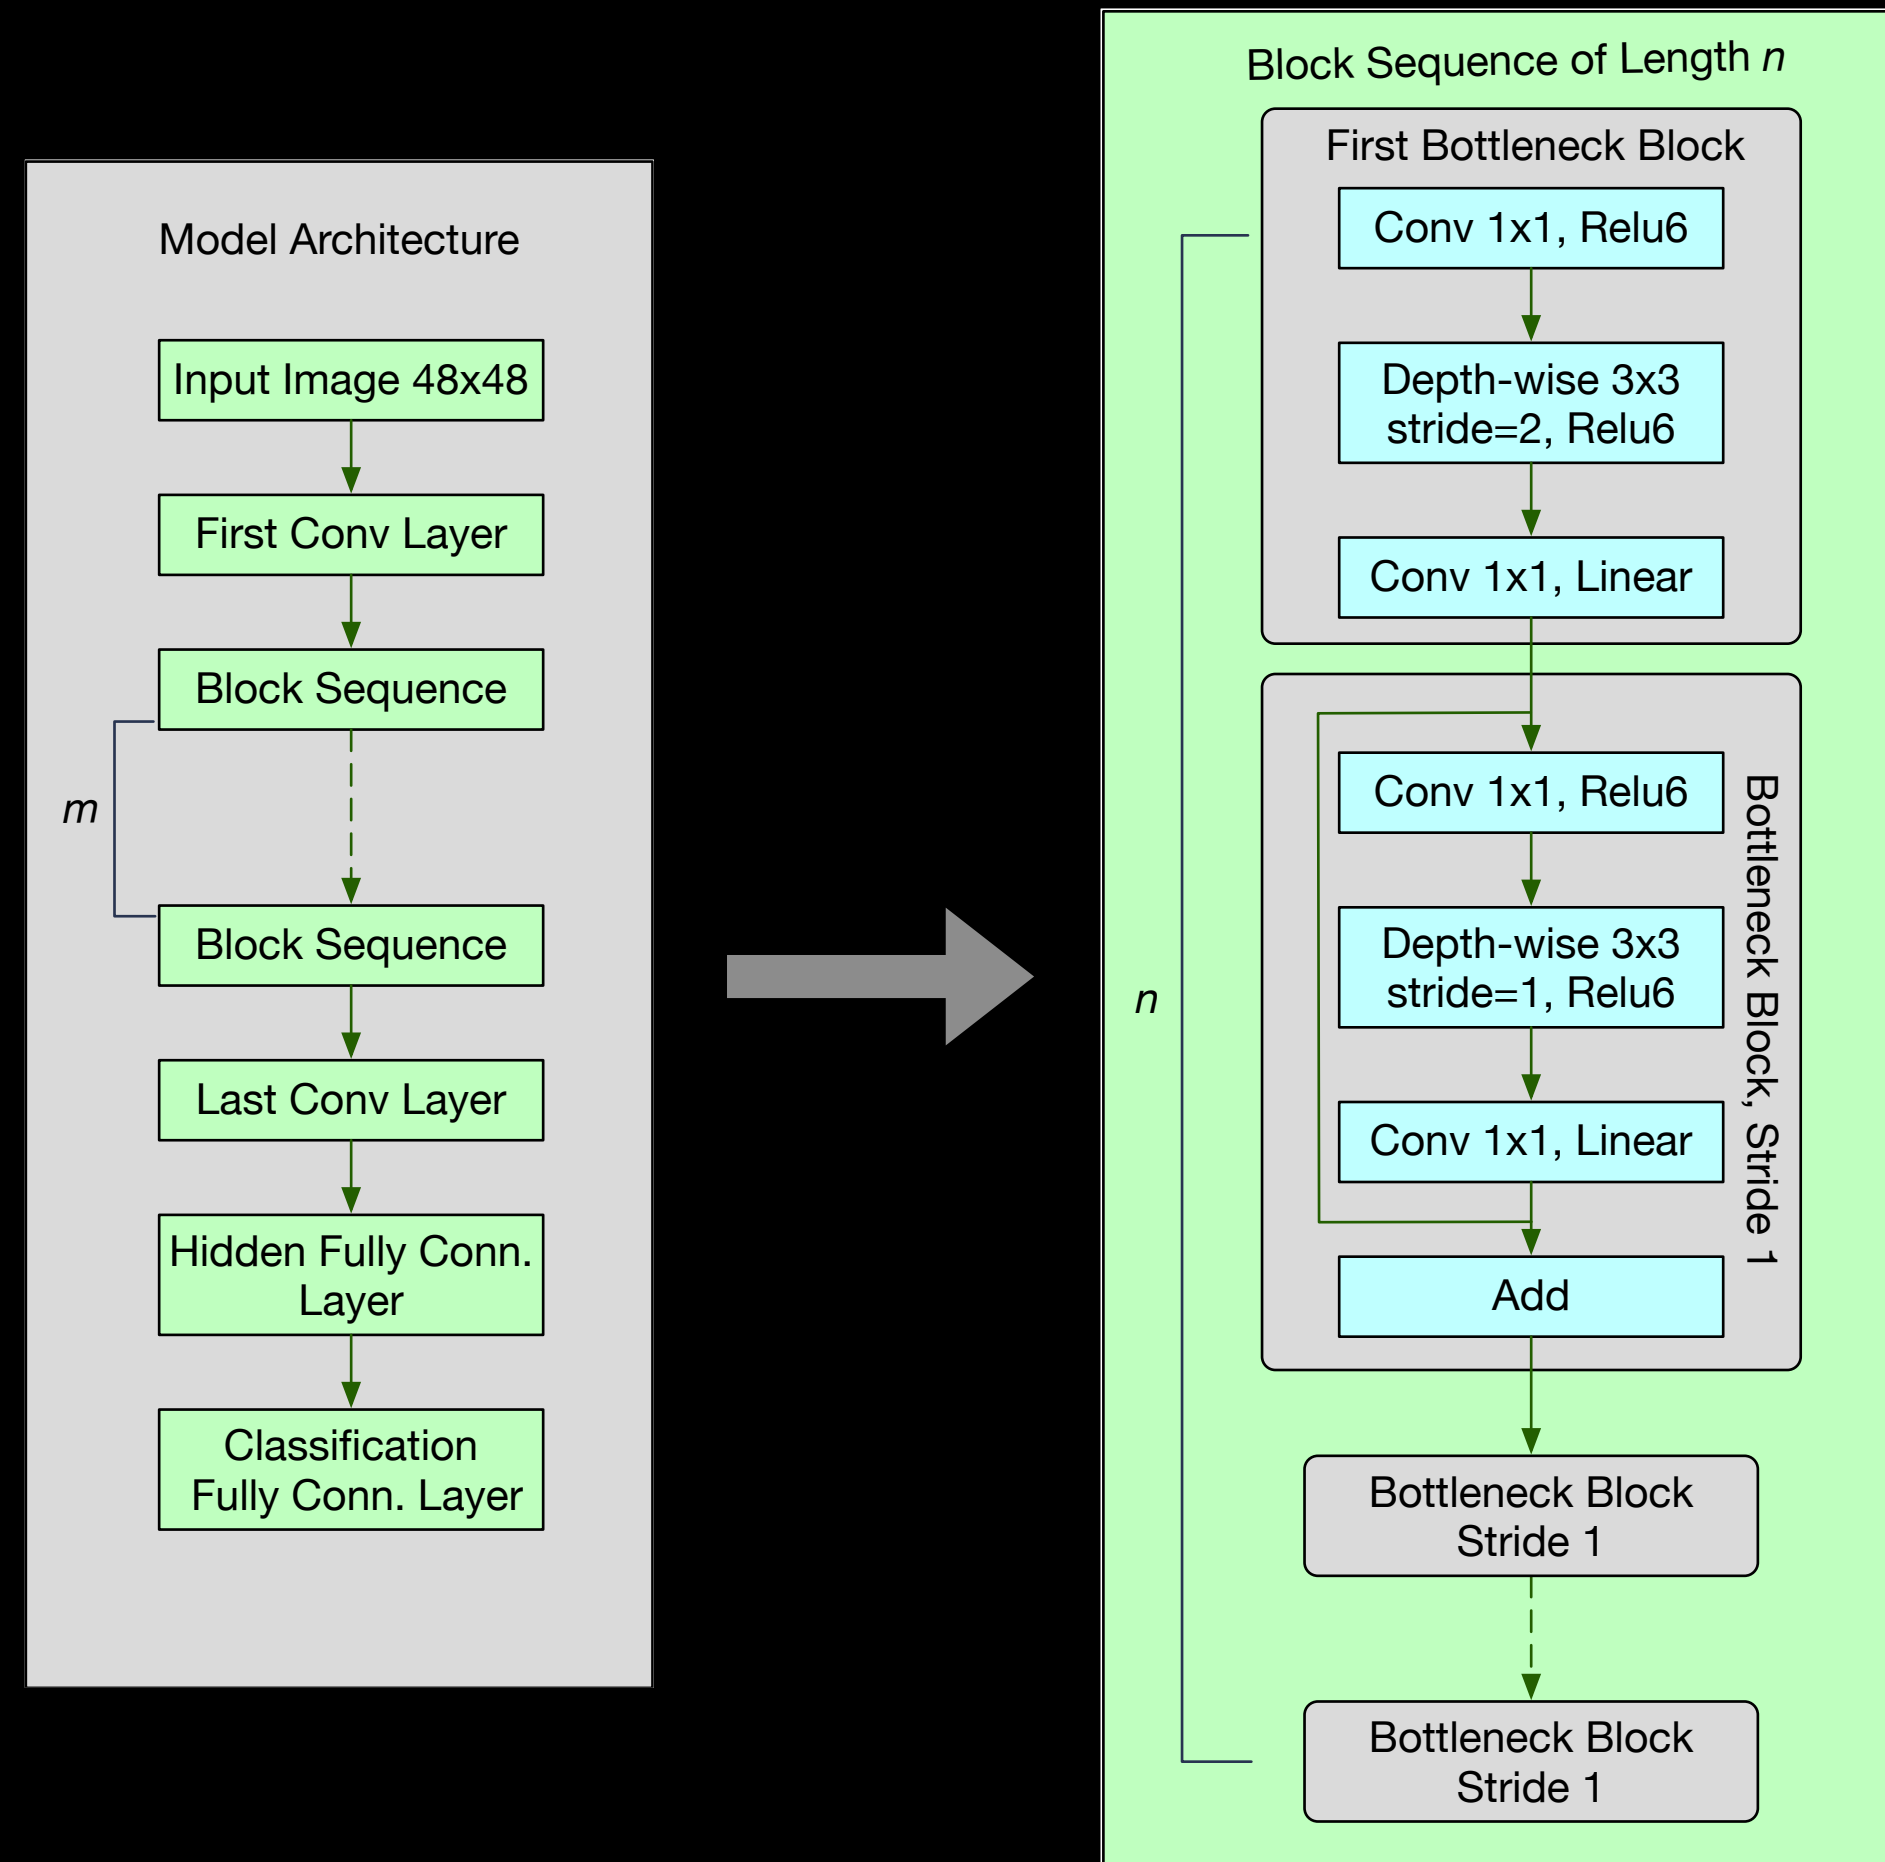 Model Architecture
Input Image 48x48
First Conv Layer
Block Sequence
m
Block Sequence
Last Conv Layer
Hidden Fully Conn.
Layer
Classification
Fully Conn. Layer
Block Sequence of Length n
First Bottleneck Block
Conv 1x1, Relu6
Depth-wise 3x3
stride=2, Relu6
Conv 1x1, Linear
n
Conv 1x1, Relu6
Depth-wise 3x3
stride=1, Relu6
Conv 1x1, Linear
Add
Bottleneck Block, Stride 1
Bottleneck Block
Stride 1
Bottleneck Block
Stride 1